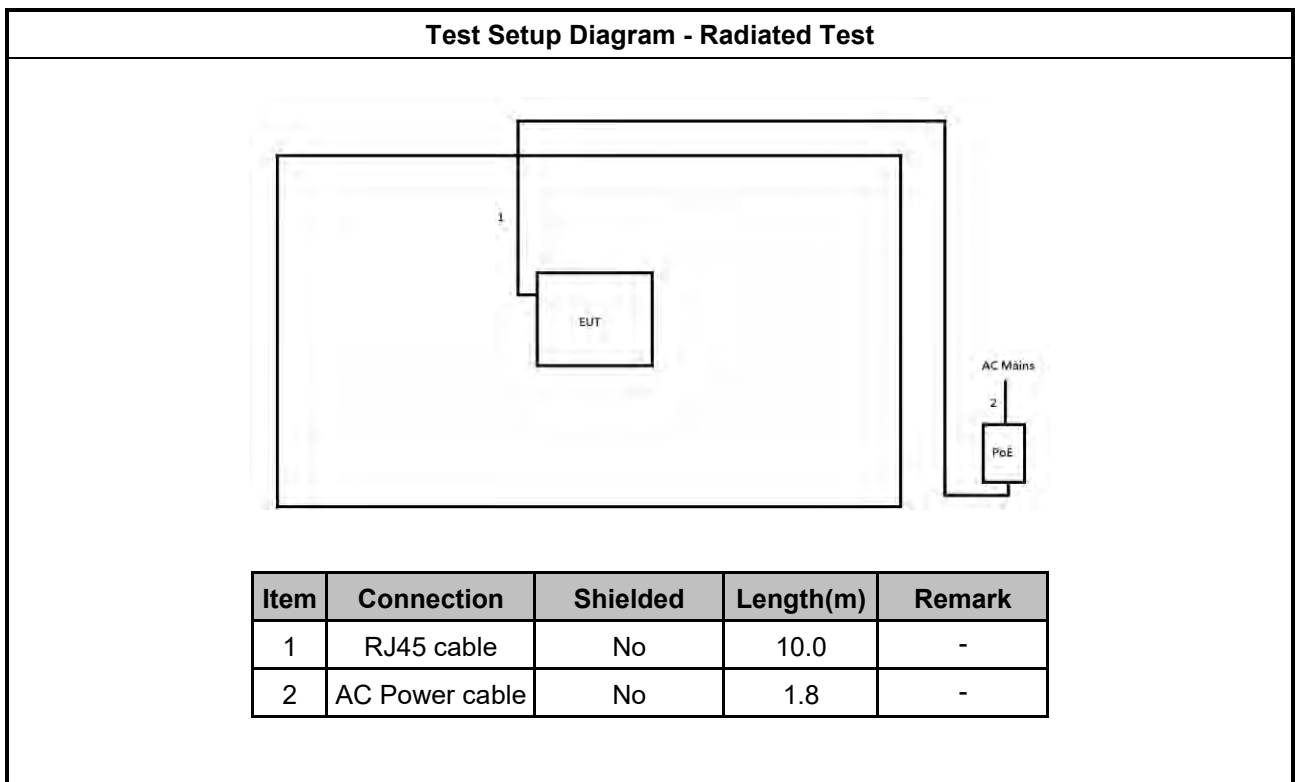 Test Setup Diagram - Radiated Test
1
EUT
AC Mains
2
PoE
Item Connection Shielded Length(m) Remark
1 RJ45 cable No 10.0 -
2 AC Power cable No 1.8 -